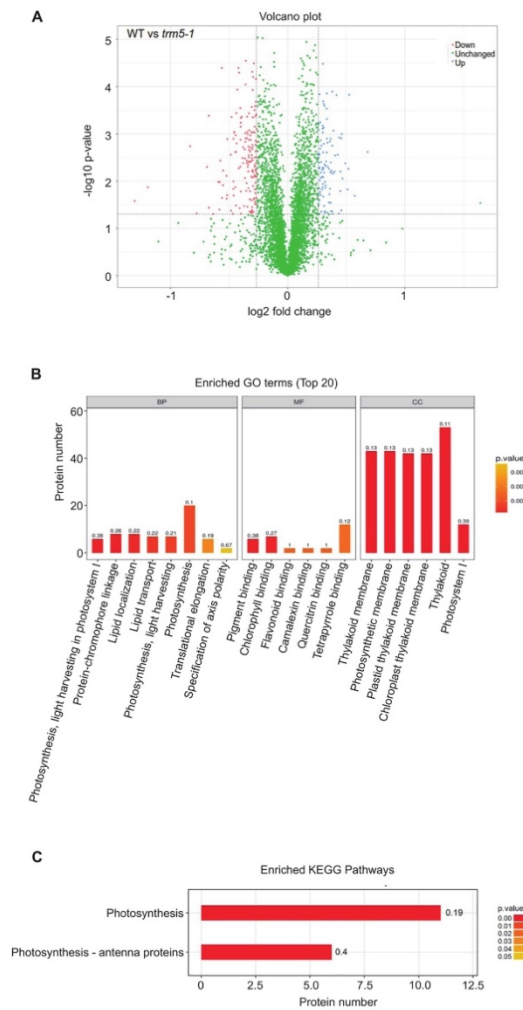 A
Volcano plot
WT vs trm5-1
Down
Unchanged
Up
5
4
3
2
1
0
-log10 p-value
-1
0
1
log2 fold change
B
Enriched GO terms (Top 20)
BP
MF
CC
60
40
20
0
Protein number
0.38
0.26
0.22
0.22
0.21
0.1
0.19
0.67
0.38
0.27
1
1
1
0.12
0.13
0.13
0.13
0.13
0.11
0.39
p.value
0.00
0.00
0.00
Photosynthesis, light harvesting in photosystem I
Protein-chromophore linkage
Lipid localization
Lipid transport
Photosynthesis, light harvesting
Photosynthesis
Translational elongation
Specification of axis polarity
Pigment binding
Chlorophyll binding
Flavonoid binding
Camalexin binding
Quercitrin binding
Tetrapyrrole binding
Thylakoid membrane
Photosynthetic membrane
Plastid thylakoid membrane
Chloroplast thylakoid membrane
Thylakoid
Photosystem I
C
Enriched KEGG Pathways
Photosynthesis
0.19
Photosynthesis - antenna proteins
0.4
0
2.5
5.0
7.5
10.0
12.5
Protein number
p.value
0.00
0.01
0.02
0.03
0.04
0.05